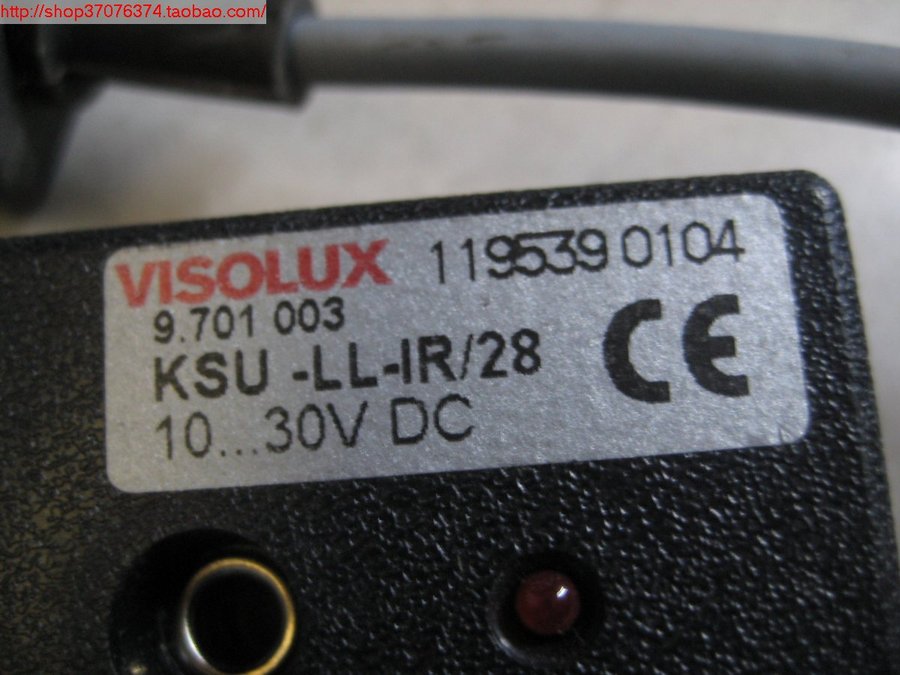 http://shop37076374.taobao.com/
VISOLUX 119539 0104
9.701 003
KSU -LL-IR/28
10...30V DC
CE